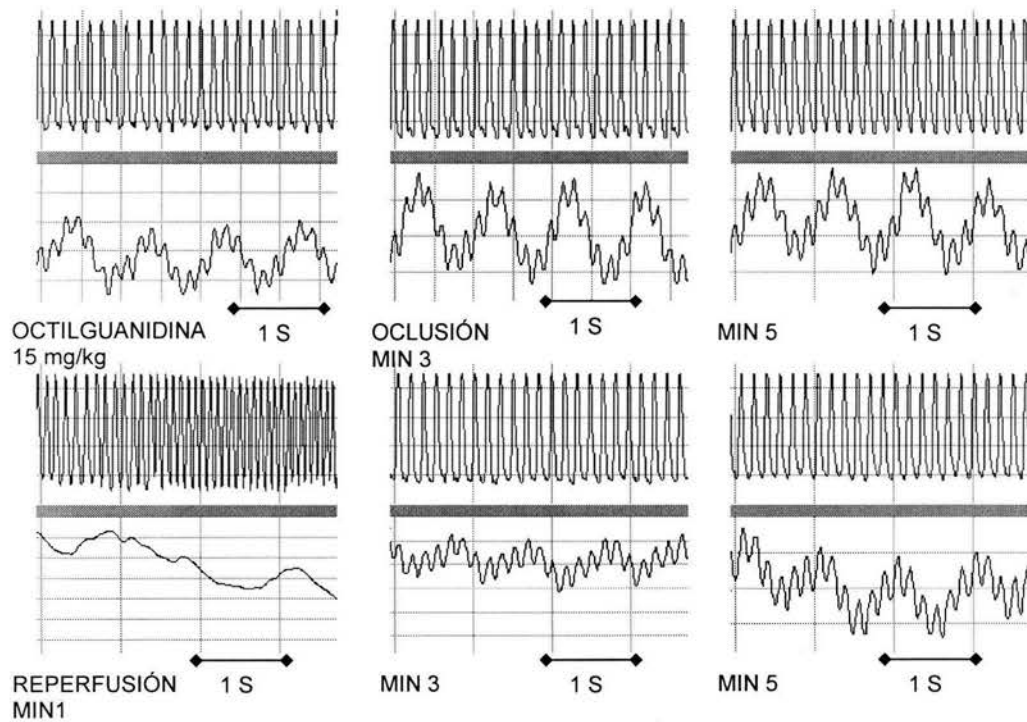 OCTILGUANIDINA 1 S
15 mg/kg
OCLUSIÓN 1 S
MIN 3
MIN 5 1 S
REPERFUSIÓN 1 S
MIN1
MIN 3 1 S
MIN 5 1 S